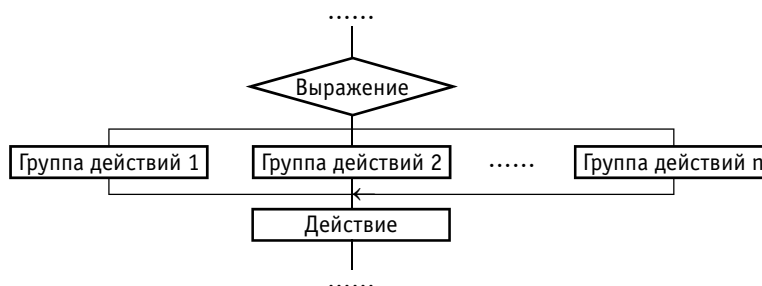 ......
Выражение
Группа действий 1 Группа действий 2 ...... Группа действий n
Действие
......